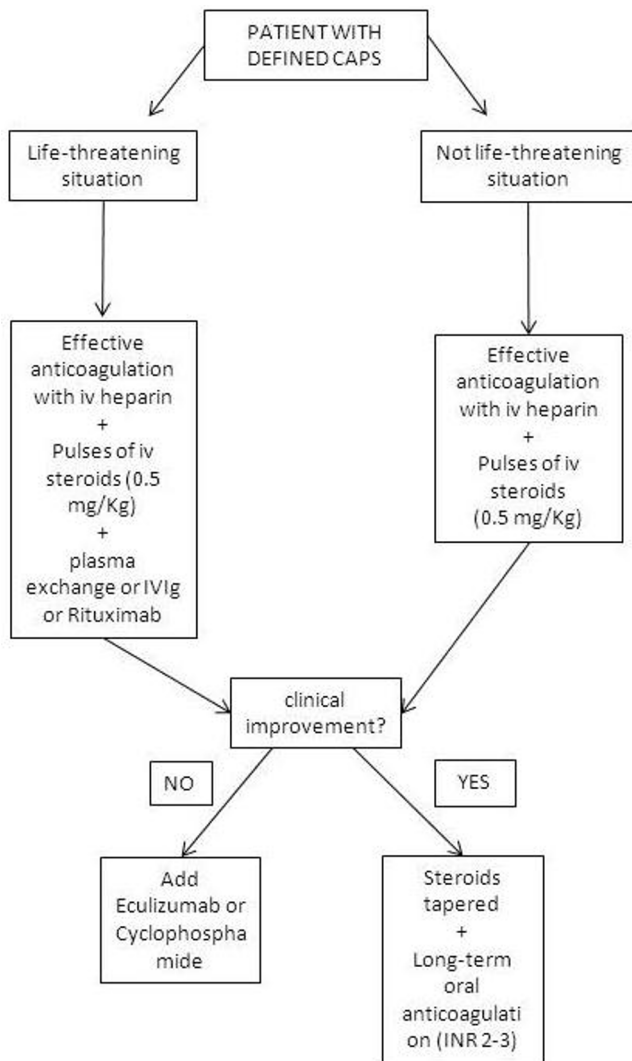 PATIENT WITH
DEFINED CAPS
Life-threatening
situation
Not life-threatening
situation
Effective
anticoagulation
with iv heparin
+
Pulses of iv
steroids (0.5
mg/Kg)
+
plasma
exchange or IVIg
or Rituximab
Effective
anticoagulation
with iv heparin
+
Pulses of iv
steroids
(0.5 mg/Kg)
clinical
improvement?
NO
YES
Add
Eculizumab or
Cyclophospha
mide
Steroids
tapered
+
Long-term
oral
anticoagulati
on (INR 2-3)